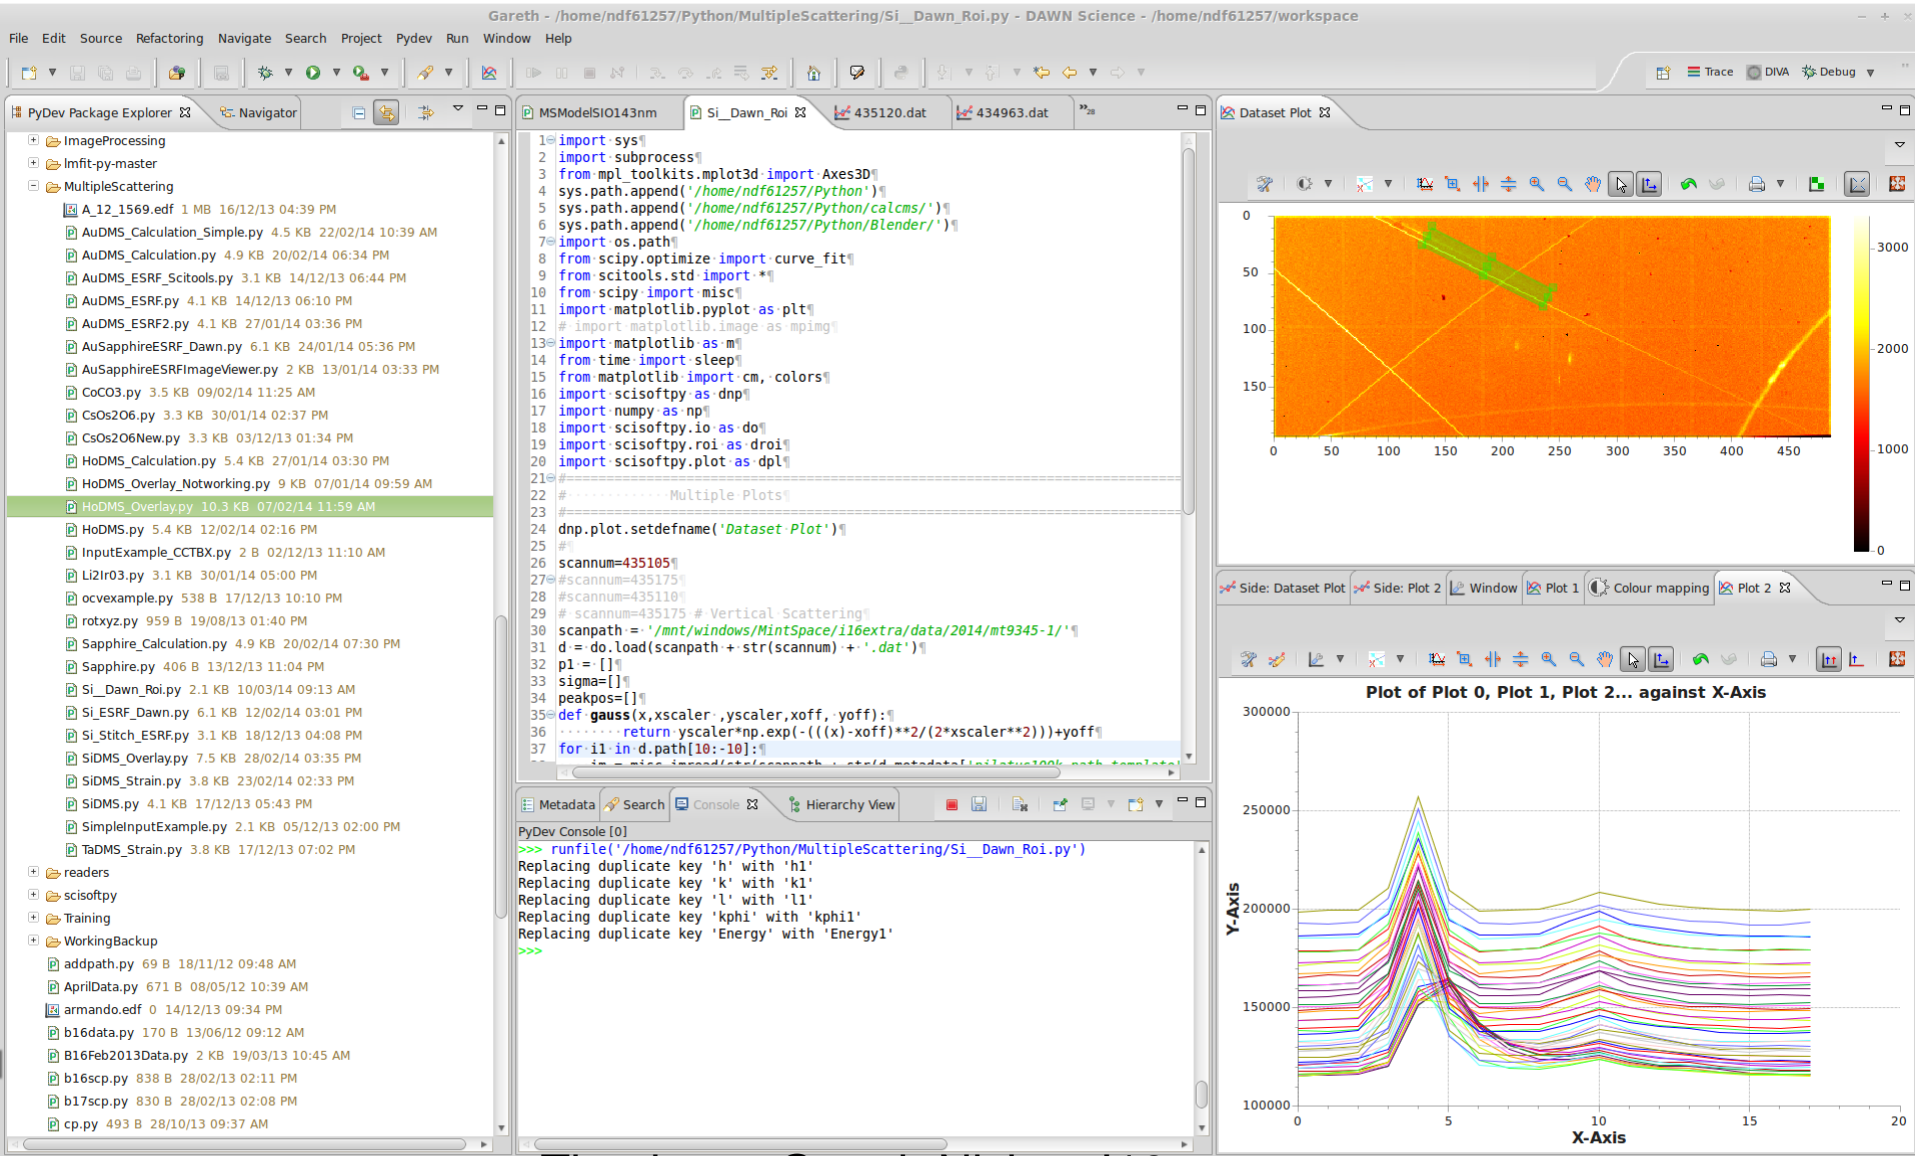 Gareth - /home/ndf61257/Python/MultipleScattering/Si__Dawn_Roi.py - DAWN Science - /home/ndf61257/workspace
File Edit Source Refactoring Navigate Search Project Pydev Run Window Help
Trace DIVA Debug
PyDev Package Explorer Navigator
ImageProcessing
lmfit-py-master
MultipleScattering
A_12_1569.edf 1 MB 16/12/13 04:39 PM
AuDMS_Calculation_Simple.py 4.5 KB 22/02/14 10:39 AM
AuDMS_Calculation.py 4.9 KB 20/02/14 06:34 PM
AuDMS_ESRF_Scitools.py 3.1 KB 14/12/13 06:44 PM
AuDMS_ESRF.py 4.1 KB 14/12/13 06:10 PM
AuDMS_ESRF2.py 4.1 KB 27/01/14 03:36 PM
AuSapphireESRF_Dawn.py 6.1 KB 24/01/14 05:36 PM
AuSapphireESRFImageViewer.py 2 KB 13/01/14 03:33 PM
CoCO3.py 3.5 KB 09/02/14 11:25 AM
CsOs2O6.py 3.3 KB 30/01/14 02:37 PM
CsOs2O6New.py 3.3 KB 03/12/13 01:34 PM
HoDMS_Calculation.py 5.4 KB 27/01/14 03:30 PM
HoDMS_Overlay_Notworking.py 9 KB 07/01/14 09:59 AM
HoDMS_Overlay.py 10.3 KB 07/02/14 11:59 AM
HoDMS.py 5.4 KB 12/02/14 02:16 PM
InputExample_CCTBX.py 2 B 02/12/13 11:10 AM
Li2Ir03.py 3.1 KB 30/01/14 05:00 PM
ocvexample.py 538 B 17/12/13 10:10 PM
rotxyz.py 959 B 19/08/13 01:40 PM
Sapphire_Calculation.py 4.9 KB 20/02/14 07:30 PM
Sapphire.py 406 B 13/12/13 11:04 PM
Si__Dawn_Roi.py 2.1 KB 10/03/14 09:13 AM
Si_ESRF_Dawn.py 6.1 KB 12/02/14 03:01 PM
Si_Stitch_ESRF.py 3.1 KB 18/12/13 04:08 PM
SiDMS_Overlay.py 7.5 KB 28/02/14 03:35 PM
SiDMS_Strain.py 3.8 KB 23/02/14 02:33 PM
SiDMS.py 4.1 KB 17/12/13 05:43 PM
SimpleInputExample.py 2.1 KB 05/12/13 02:00 PM
TaDMS_Strain.py 3.8 KB 17/12/13 07:02 PM
readers
scisoftpy
Training
WorkingBackup
addpath.py 69 B 18/11/12 09:48 AM
AprilData.py 671 B 08/05/12 10:39 AM
armando.edf 0 14/12/13 09:34 PM
b16data.py 170 B 13/06/12 09:12 AM
B16Feb2013Data.py 2 KB 19/03/13 10:45 AM
b16scp.py 838 B 28/02/13 02:11 PM
b17scp.py 830 B 28/02/13 02:08 PM
cp.py 493 B 28/10/13 09:37 AM
MSModelSIO143nm Si__Dawn_Roi 435120.dat 434963.dat »28
1 import sys
2 import subprocess
3 from mpl_toolkits.mplot3d import Axes3D
4 sys.path.append('/home/ndf61257/Python')
5 sys.path.append('/home/ndf61257/Python/calcms/')
6 sys.path.append('/home/ndf61257/Python/Blender/')
7 import os.path
8 from scipy.optimize import curve_fit
9 from scitools.std import *
10 from scipy import misc
11 import matplotlib.pyplot as plt
12 # import matplotlib.image as mpimg
13 import matplotlib as m
14 from time import sleep
15 from matplotlib import cm, colors
16 import scisoftpy as dnp
17 import numpy as np
18 import scisoftpy.io as do
19 import scisoftpy.roi as droi
20 import scisoftpy.plot as dpl
21 #==============================================================================
22 # Multiple Plots
23 #==============================================================================
24 dnp.plot.setdefname('Dataset Plot')
25 #
26 scannum=435105
27 #scannum=435175
28 #scannum=435110
29 # scannum=435175 # Vertical Scattering
30 scanpath = '/mnt/windows/MintSpace/i16extra/data/2014/mt9345-1/'
31 d = do.load(scanpath + str(scannum) + '.dat')
32 p1 = []
33 sigma=[]
34 peakpos=[]
35 def gauss(x,xscaler ,yscaler,xoff, yoff):
36 return yscaler*np.exp(-(((x)-xoff)**2/(2*xscaler**2)))+yoff
37 for i1 in d.path[10:-10]:
Metadata Search Console Hierarchy View
PyDev Console [0]
>>> runfile('/home/ndf61257/Python/MultipleScattering/Si__Dawn_Roi.py')
Replacing duplicate key 'h' with 'h1'
Replacing duplicate key 'k' with 'k1'
Replacing duplicate key 'l' with 'l1'
Replacing duplicate key 'kphi' with 'kphi1'
Replacing duplicate key 'Energy' with 'Energy1'
>>>
Dataset Plot
0
50
100
150
0 50 100 150 200 250 300 350 400 450
3000
2000
1000
0
Side: Dataset Plot Side: Plot 2 Window Plot 1 Colour mapping Plot 2
Plot of Plot 0, Plot 1, Plot 2... against X-Axis
300000
250000
200000
150000
100000
Y-Axis
0 5 10 15 20
X-Axis